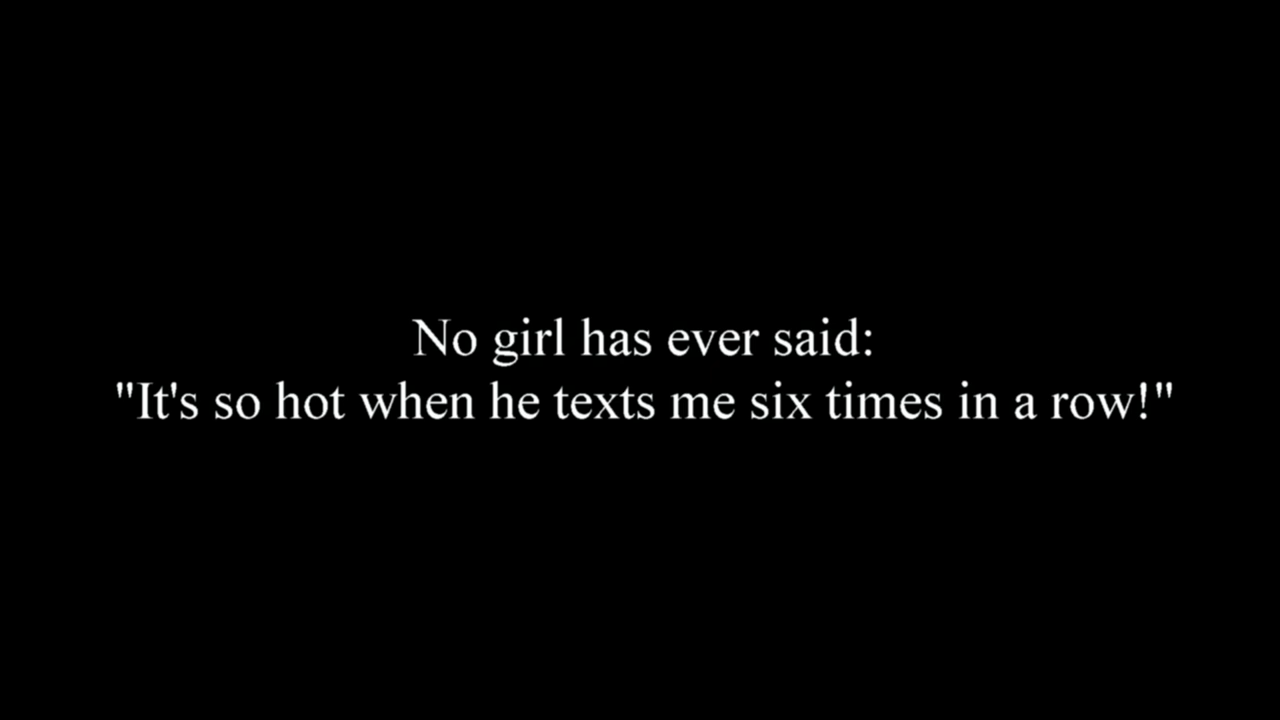 No girl has ever said:
"It's so hot when he texts me six times in a row!"